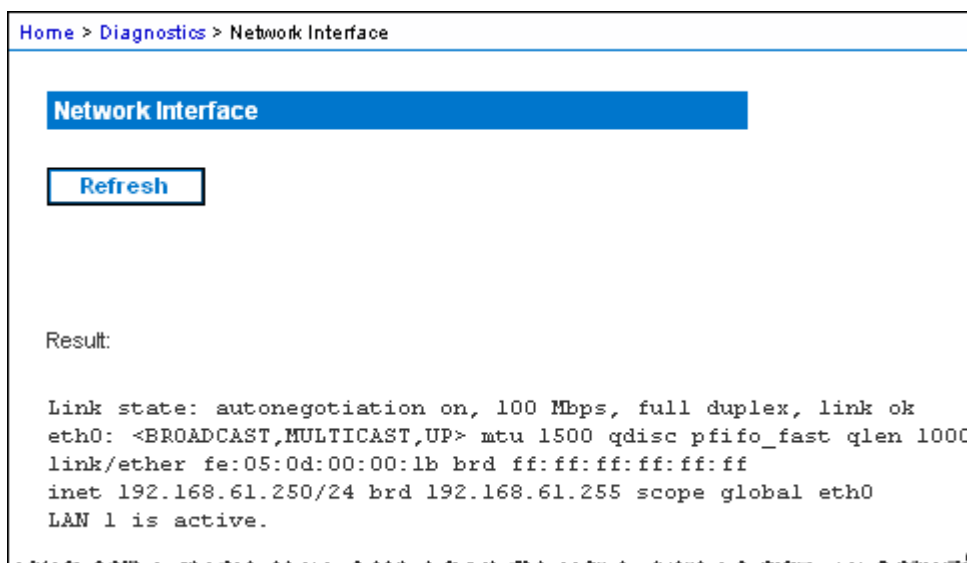 Home > Diagnostics > Network Interface
Network Interface
Refresh
Result:
Link state: autonegotiation on, 100 Mbps, full duplex, link ok
eth0: <BROADCAST,MULTICAST,UP> mtu 1500 qdisc pfifo_fast qlen 1000
link/ether fe:05:0d:00:00:1b brd ff:ff:ff:ff:ff:ff
inet 192.168.61.250/24 brd 192.168.61.255 scope global eth0
LAN 1 is active.